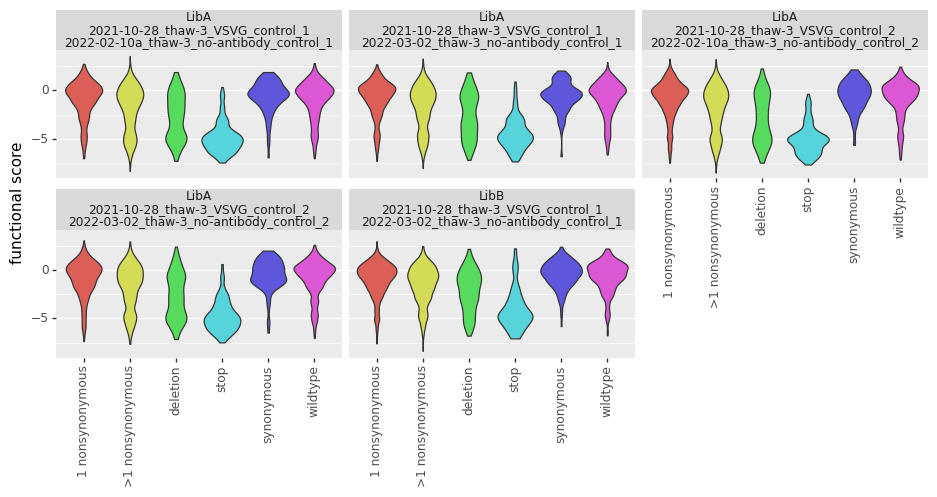 LibA
2021-10-28_thaw-3_VSVG_control_1
2022-02-10a_thaw-3_no-antibody_control_1
LibA
2021-10-28_thaw-3_VSVG_control_1
2022-03-02_thaw-3_no-antibody_control_1
LibA
2021-10-28_thaw-3_VSVG_control_2
2022-02-10a_thaw-3_no-antibody_control_2
0
−5
functional score
LibA
2021-10-28_thaw-3_VSVG_control_2
2022-03-02_thaw-3_no-antibody_control_2
LibB
2021-10-28_thaw-3_VSVG_control_1
2022-03-02_thaw-3_no-antibody_control_1
1 nonsynonymous
>1 nonsynonymous
deletion
stop
synonymous
wildtype
0
−5
1 nonsynonymous
>1 nonsynonymous
deletion
stop
synonymous
wildtype
1 nonsynonymous
>1 nonsynonymous
deletion
stop
synonymous
wildtype